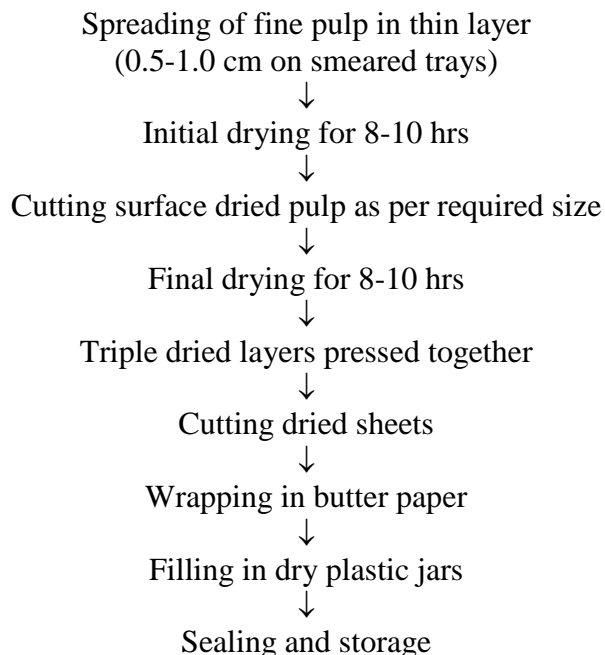 Spreading of fine pulp in thin layer
(0.5-1.0 cm on smeared trays)
↓
Initial drying for 8-10 hrs
↓
Cutting surface dried pulp as per required size
↓
Final drying for 8-10 hrs
↓
Triple dried layers pressed together
↓
Cutting dried sheets
↓
Wrapping in butter paper
↓
Filling in dry plastic jars
↓
Sealing and storage